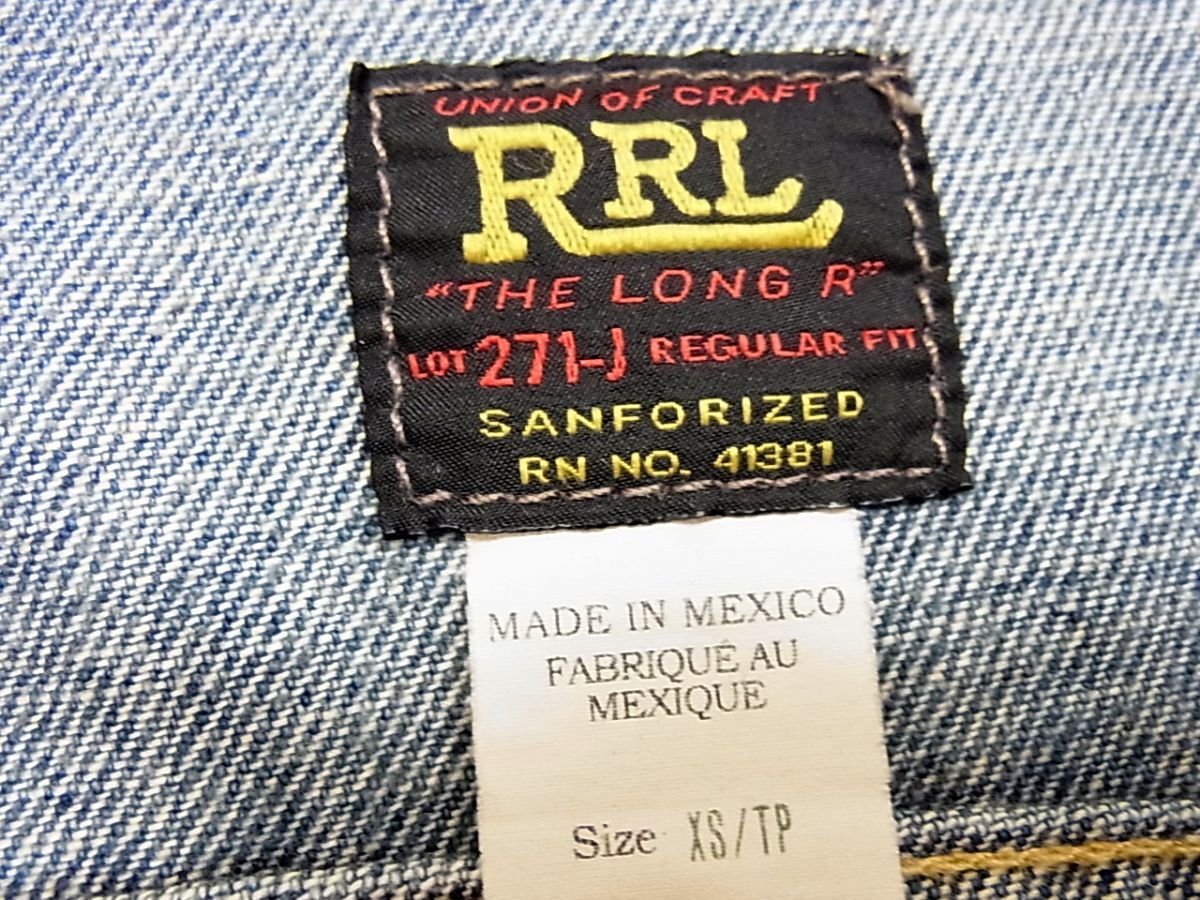 UNION OF CRAFT
RRL
"THE LONG R"
LOT 271-J REGULAR FIT
SANFORIZED
RN NO. 41381
MADE IN MEXICO
FABRIQUÊ AU
MEXIQUE
Size XS/TP